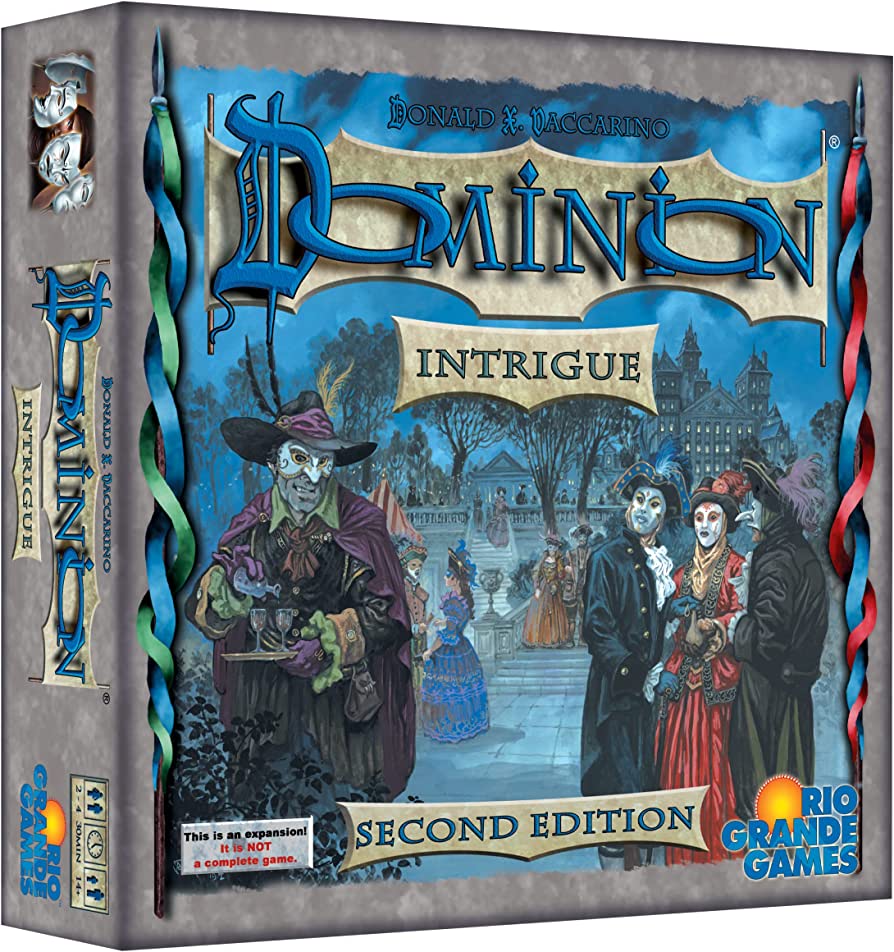 DONALD X. VACCARINO
DOMINION®
INTRIGUE
SECOND EDITION
This is an expansion!
It is NOT
a complete game.
RIO
GRANDE
GAMES
DOMINION®
DONALD X. VACCARINO
INTRIGUE
RIO
GRANDE
GAMES™
2 - 4
30MIN
14+